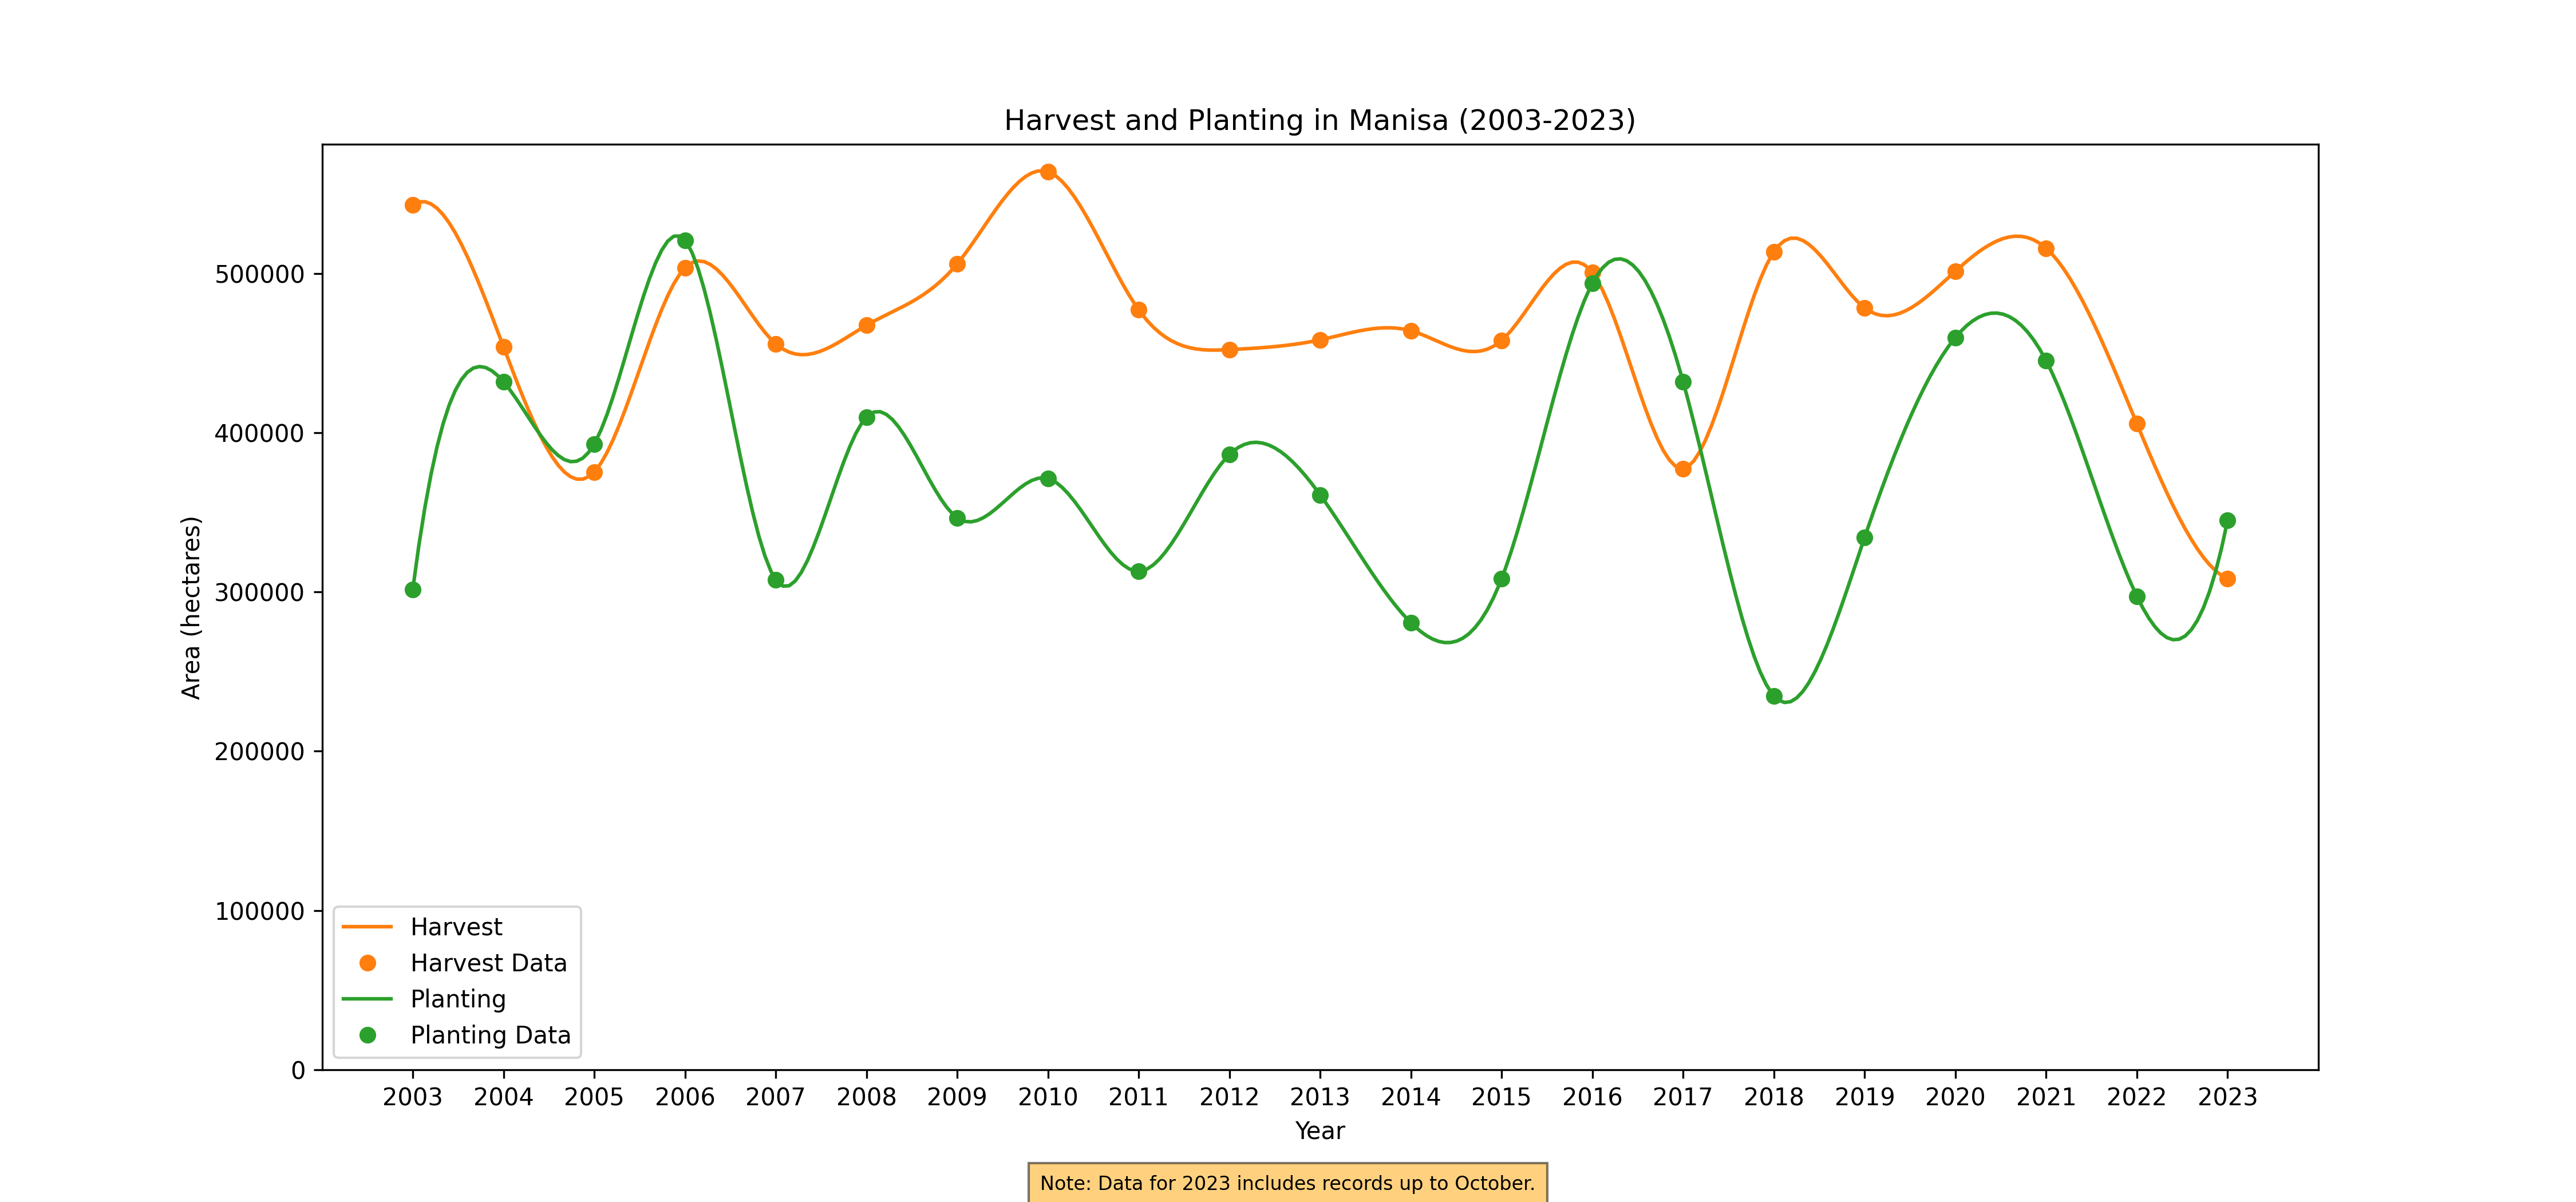 Harvest and Planting in Manisa (2003-2023)
500000
400000
300000
200000
100000
0
Area (hectares)
Harvest
Harvest Data
Planting
Planting Data
2003 2004 2005 2006 2007 2008 2009 2010 2011 2012 2013 2014 2015 2016 2017 2018 2019 2020 2021 2022 2023
Year
Note: Data for 2023 includes records up to October.